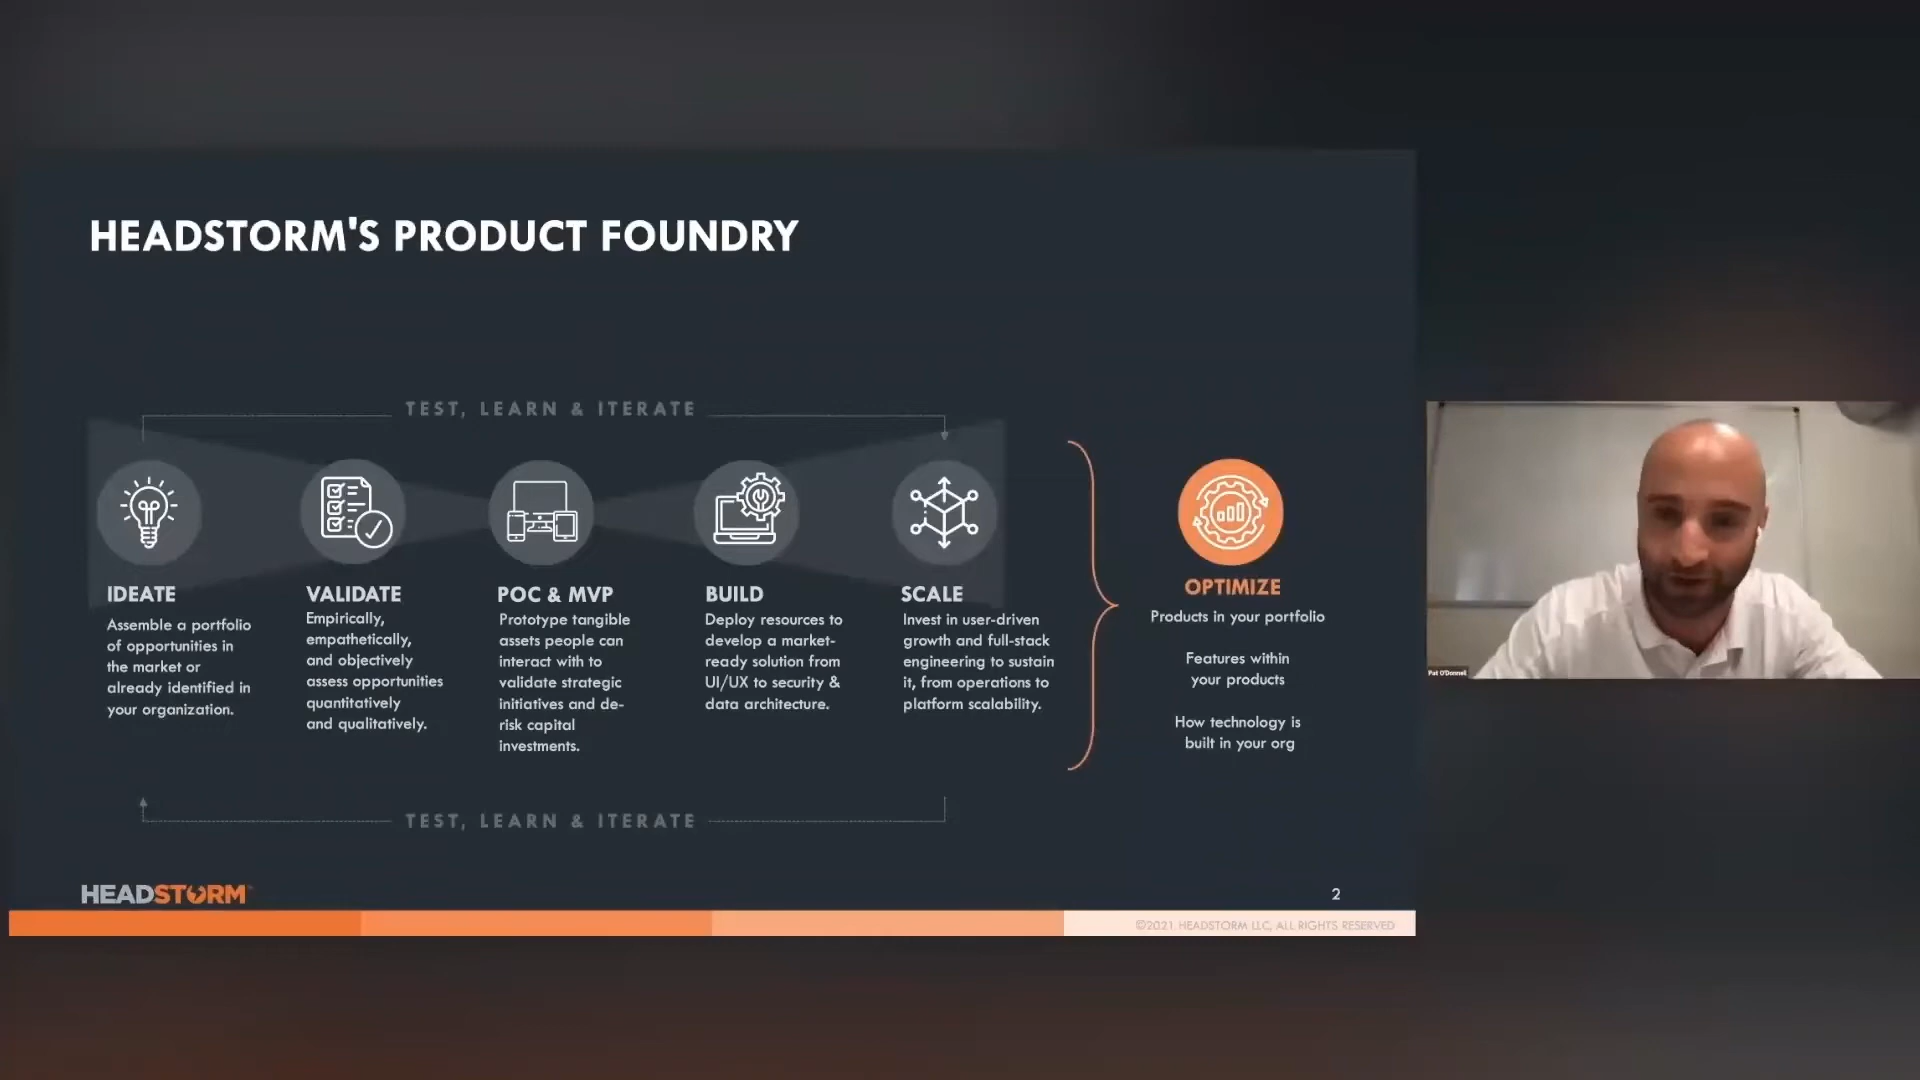 HEADSTORM'S PRODUCT FOUNDRY
TEST, LEARN & ITERATE
IDEATE
Assemble a portfolio
of opportunities in
the market or
already identified in
your organization.
VALIDATE
Empirically,
empathetically,
and objectively
assess opportunities
quantitatively
and qualitatively.
POC & MVP
Prototype tangible
assets people can
interact with to
validate strategic
initiatives and de-
risk capital
investments.
BUILD
Deploy resources to
develop a market-
ready solution from
UI/UX to security &
data architecture.
SCALE
Invest in user-driven
growth and full-stack
engineering to sustain
it, from operations to
platform scalability.
OPTIMIZE
Products in your portfolio
Features within
your products
How technology is
built in your org
TEST, LEARN & ITERATE
HEADSTORM
2
©2021 HEADSTORM LLC, ALL RIGHTS RESERVED
Pat O'Donnell